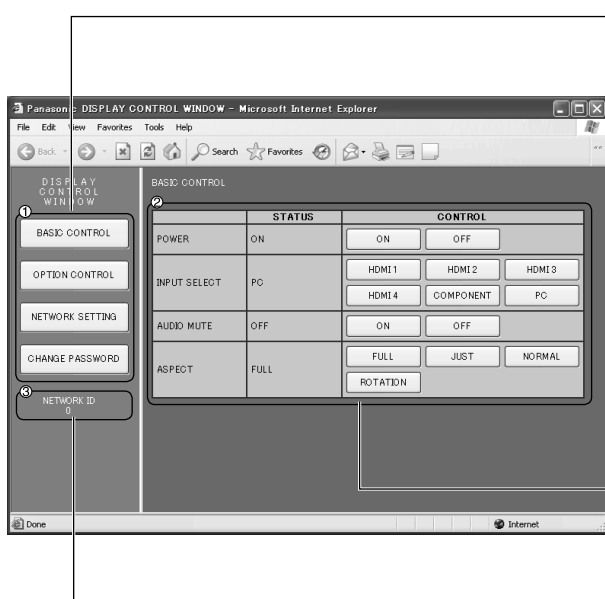 Panasonic DISPLAY CONTROL WINDOW - Microsoft Internet Explorer
File Edit View Favorites Tools Help
Back Search Favorites
DISPLAY
CONTROL
WINDOW
①
BASIC CONTROL
OPTION CONTROL
NETWORK SETTING
CHANGE PASSWORD
③
NETWORK ID
0
BASIC CONTROL
②
STATUS CONTROL
POWER ON ON OFF
INPUT SELECT PC HDMI1 HDMI2 HDMI3
HDMI4 COMPONENT PC
AUDIO MUTE OFF ON OFF
ASPECT FULL FULL JUST NORMAL
ROTATION
Done Internet